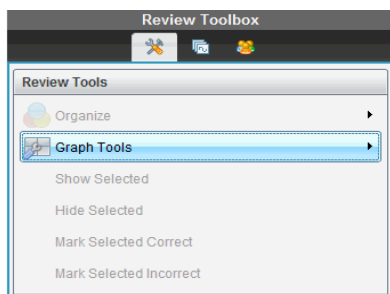 Review Toolbox
Review Tools
Organize
Graph Tools
Show Selected
Hide Selected
Mark Selected Correct
Mark Selected Incorrect